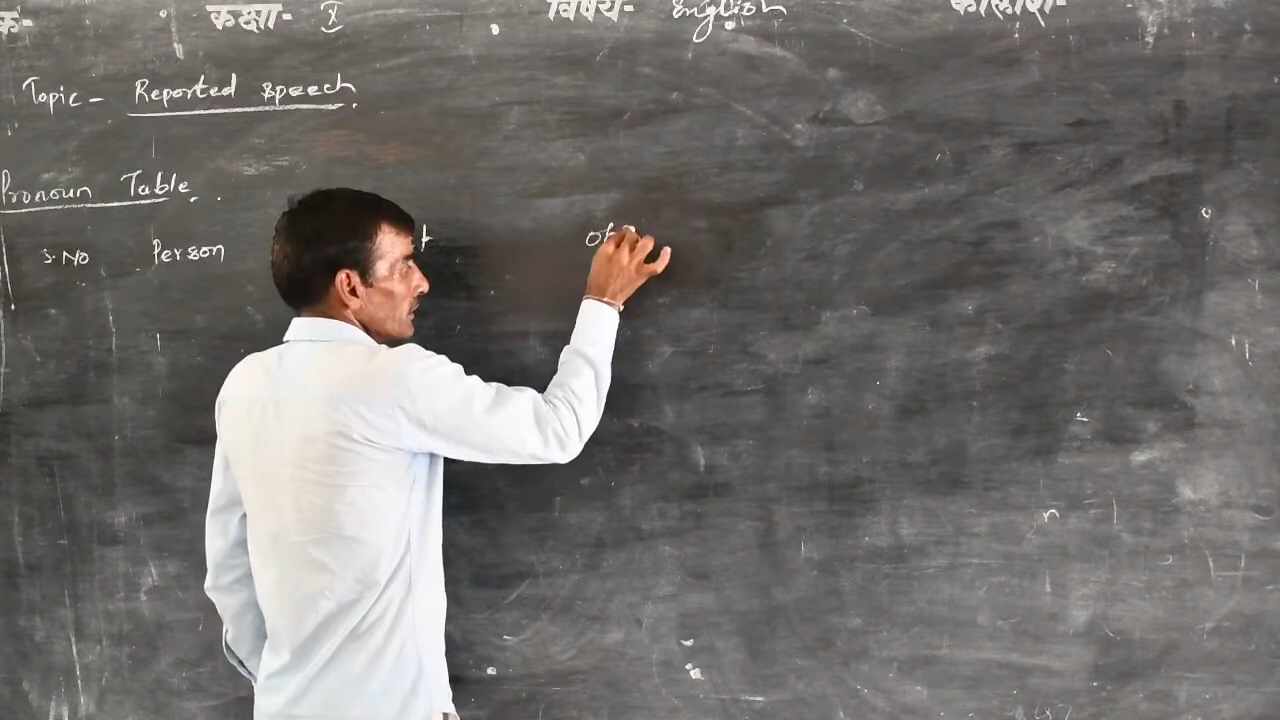 कक्षा- X विषय- English
Topic - Reported speech.
Pronoun Table.
S.No Person